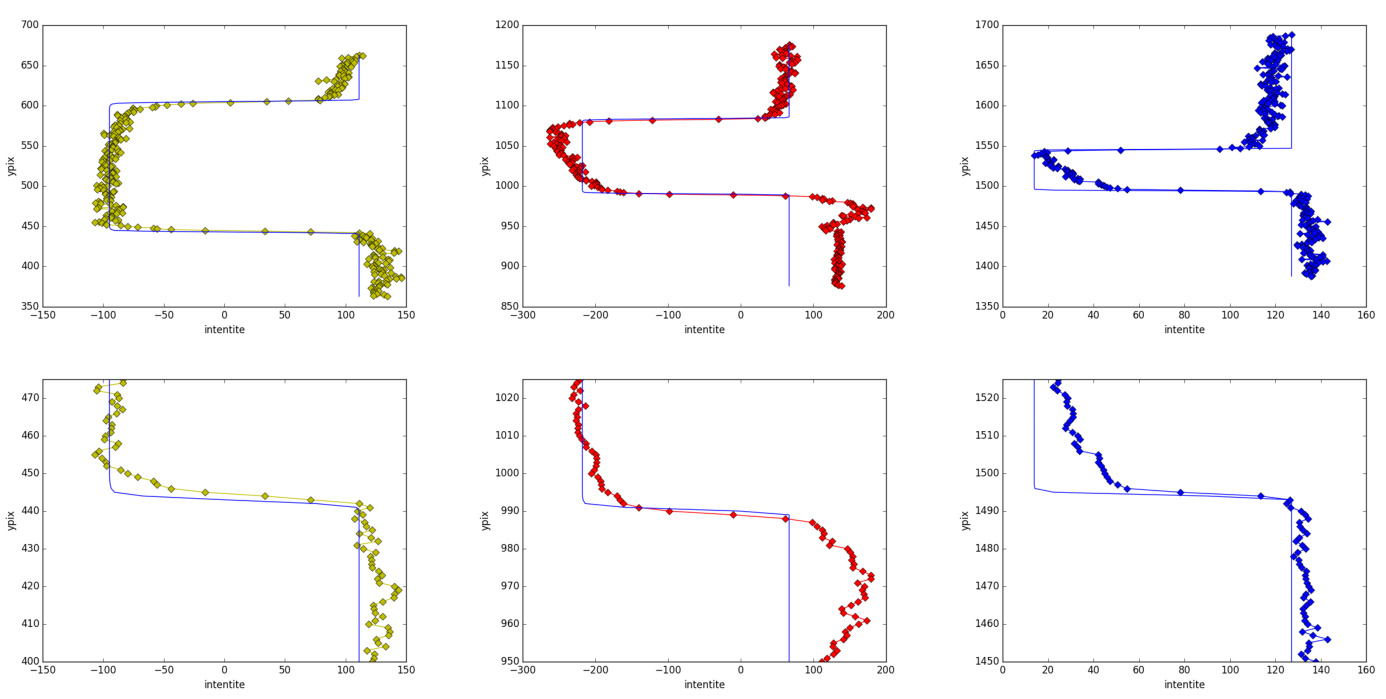 700
650
600
550
500
450
400
350
ypix
−150 −100 −50 0 50 100 150
intentite
1200
1150
1100
1050
1000
950
900
850
ypix
−300 −200 −100 0 100 200
intentite
1700
1650
1600
1550
1500
1450
1400
1350
ypix
0 20 40 60 80 100 120 140 160
intentite
470
460
450
440
430
420
410
400
ypix
−150 −100 −50 0 50 100 150
intentite
1020
1010
1000
990
980
970
960
950
ypix
−300 −200 −100 0 100 200
intentite
1520
1510
1500
1490
1480
1470
1460
1450
ypix
0 20 40 60 80 100 120 140 160
intentite